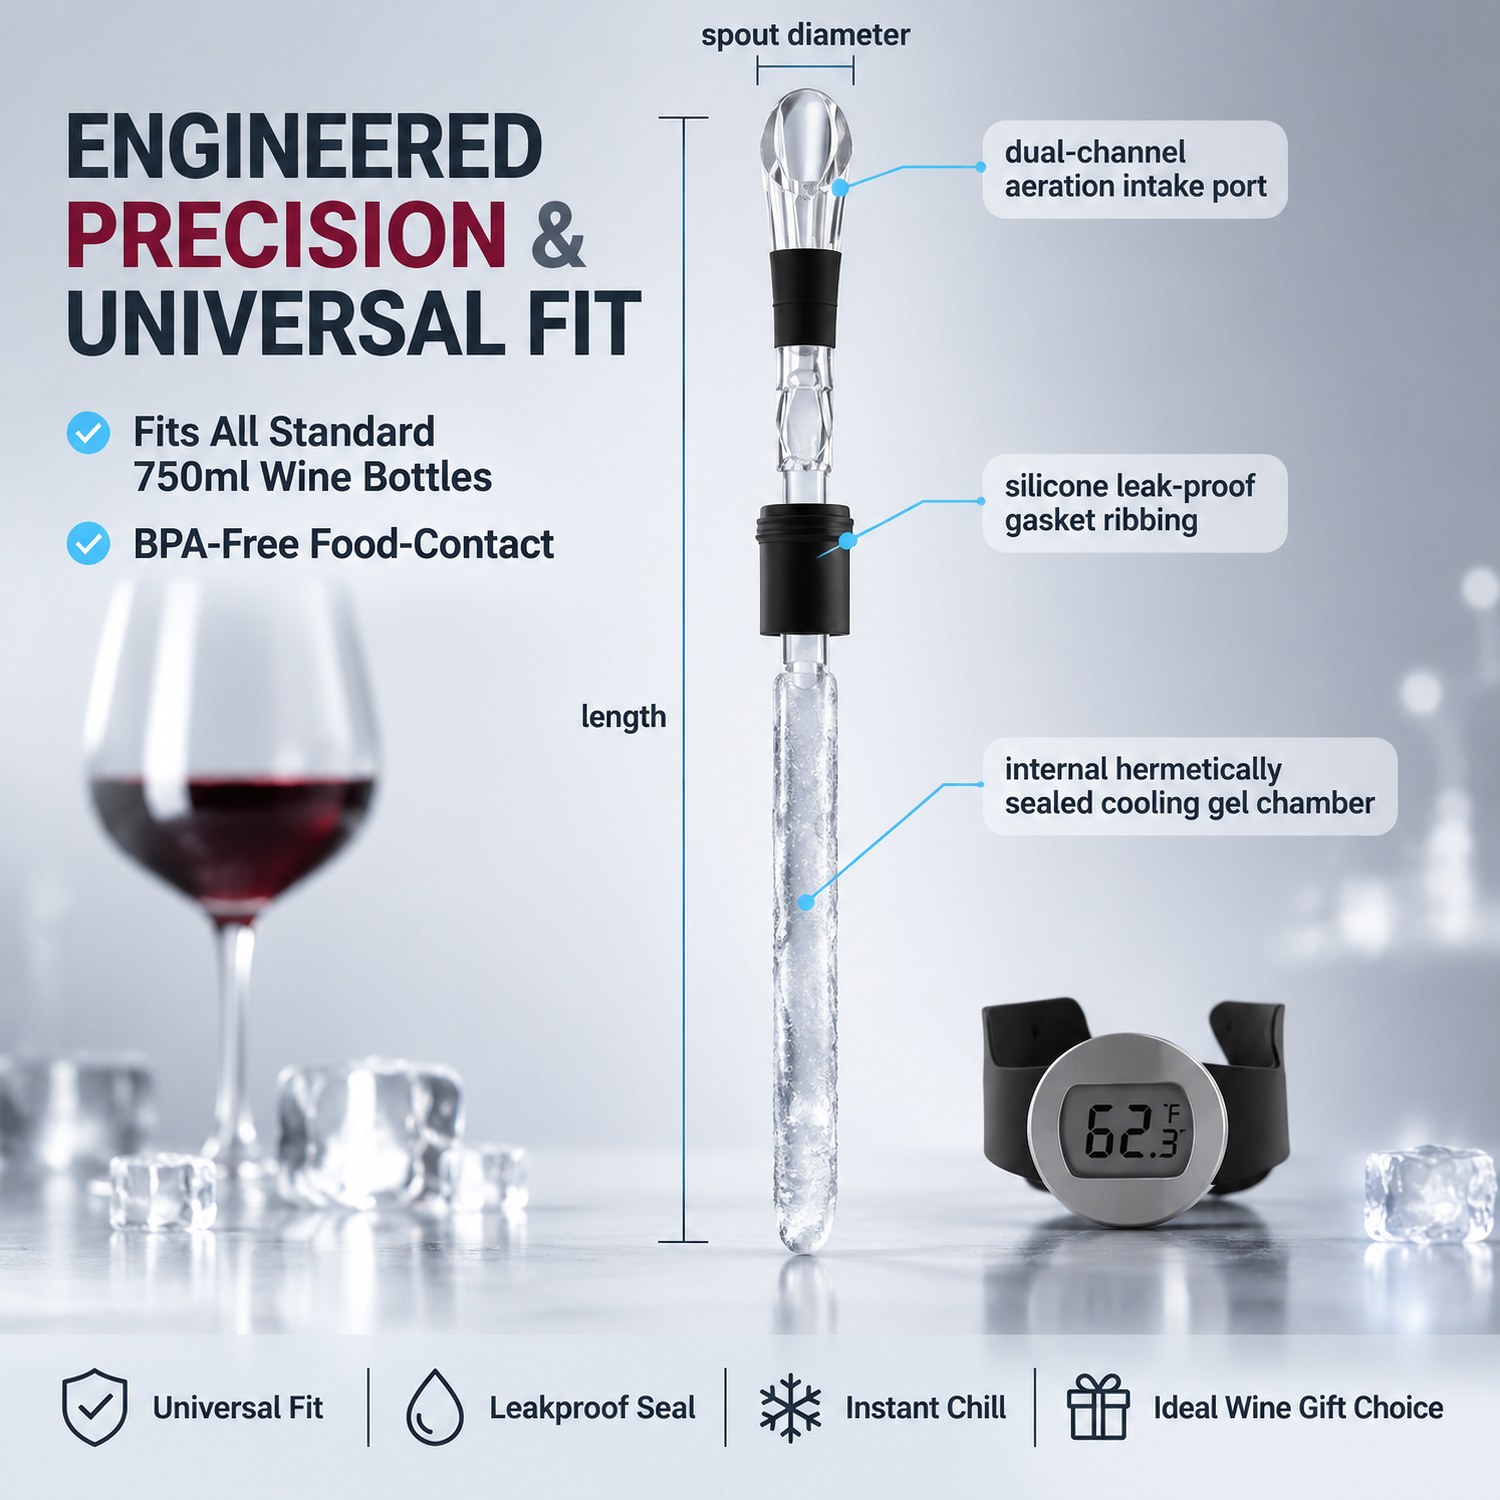 spout diameter
ENGINEERED
PRECISION &
UNIVERSAL FIT
Fits All Standard
750ml Wine Bottles
BPA-Free Food-Contact
dual-channel
aeration intake port
silicone leak-proof
gasket ribbing
length
internal hermetically
sealed cooling gel chamber
62.3 °F
Universal Fit
Leakproof Seal
Instant Chill
Ideal Wine Gift Choice